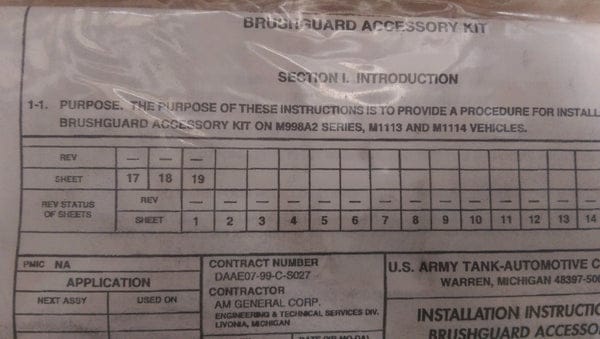 BRUSHGUARD ACCESSORY KIT
SECTION I. INTRODUCTION
1-1. PURPOSE. THE PURPOSE OF THESE INSTRUCTIONS IS TO PROVIDE A PROCEDURE FOR INSTALL
BRUSHGUARD ACCESSORY KIT ON M998A2 SERIES, M1113 AND M1114 VEHICLES.
REV — — —
SHEET 17 18 19
REV STATUS OF SHEETS REV — — — — — — — — — — — — — —
SHEET 1 2 3 4 5 6 7 8 9 10 11 12 13 14
PMIC NA
APPLICATION
NEXT ASSY USED ON
CONTRACT NUMBER
DAAE07-99-C-S027
CONTRACTOR
AM GENERAL CORP.
ENGINEERING & TECHNICAL SERVICES DIV.
LIVONIA, MICHIGAN
U.S. ARMY TANK-AUTOMOTIVE C
WARREN, MICHIGAN 48397-500
INSTALLATION INSTRUCTIO
BRUSHGUARD ACCESSO